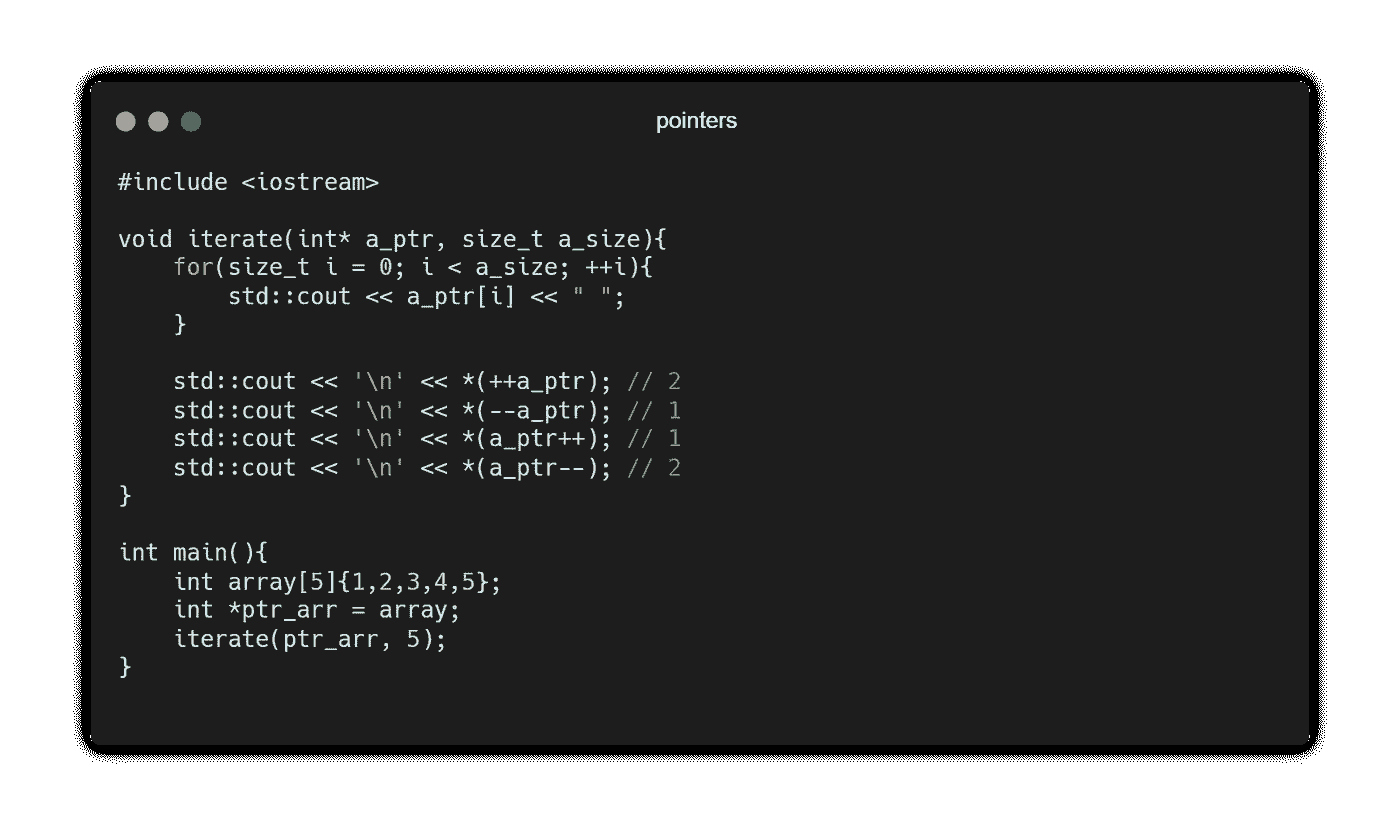 pointers
#include <iostream>
void iterate(int* a_ptr, size_t a_size){
    for(size_t i = 0; i < a_size; ++i){
        std::cout << a_ptr[i] << " ";
    }
    std::cout << '\n' << *(++a_ptr); // 2
    std::cout << '\n' << *(--a_ptr); // 1
    std::cout << '\n' << *(a_ptr++); // 1
    std::cout << '\n' << *(a_ptr--); // 2
}
int main(){
    int array[5]{1,2,3,4,5};
    int *ptr_arr = array;
    iterate(ptr_arr, 5);
}